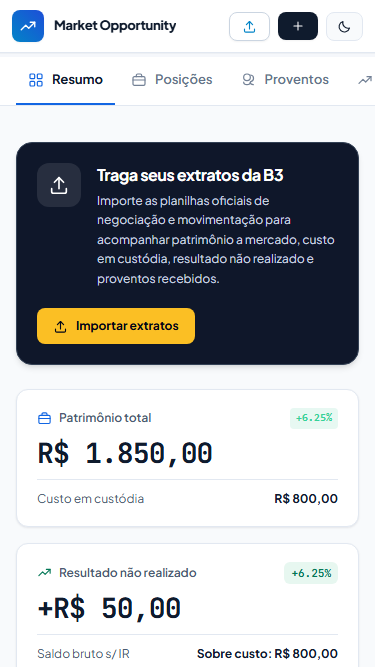 Market Opportunity
Resumo
Posições
Proventos
Traga seus extratos da B3
Importe as planilhas oficiais de
negociação e movimentação para
acompanhar patrimônio a mercado, custo
em custódia, resultado não realizado e
proventos recebidos.
Importar extratos
Patrimônio total
+6.25%
R$ 1.850,00
Custo em custódia
R$ 800,00
Resultado não realizado
+6.25%
+R$ 50,00
Saldo bruto s/ IR
Sobre custo: R$ 800,00